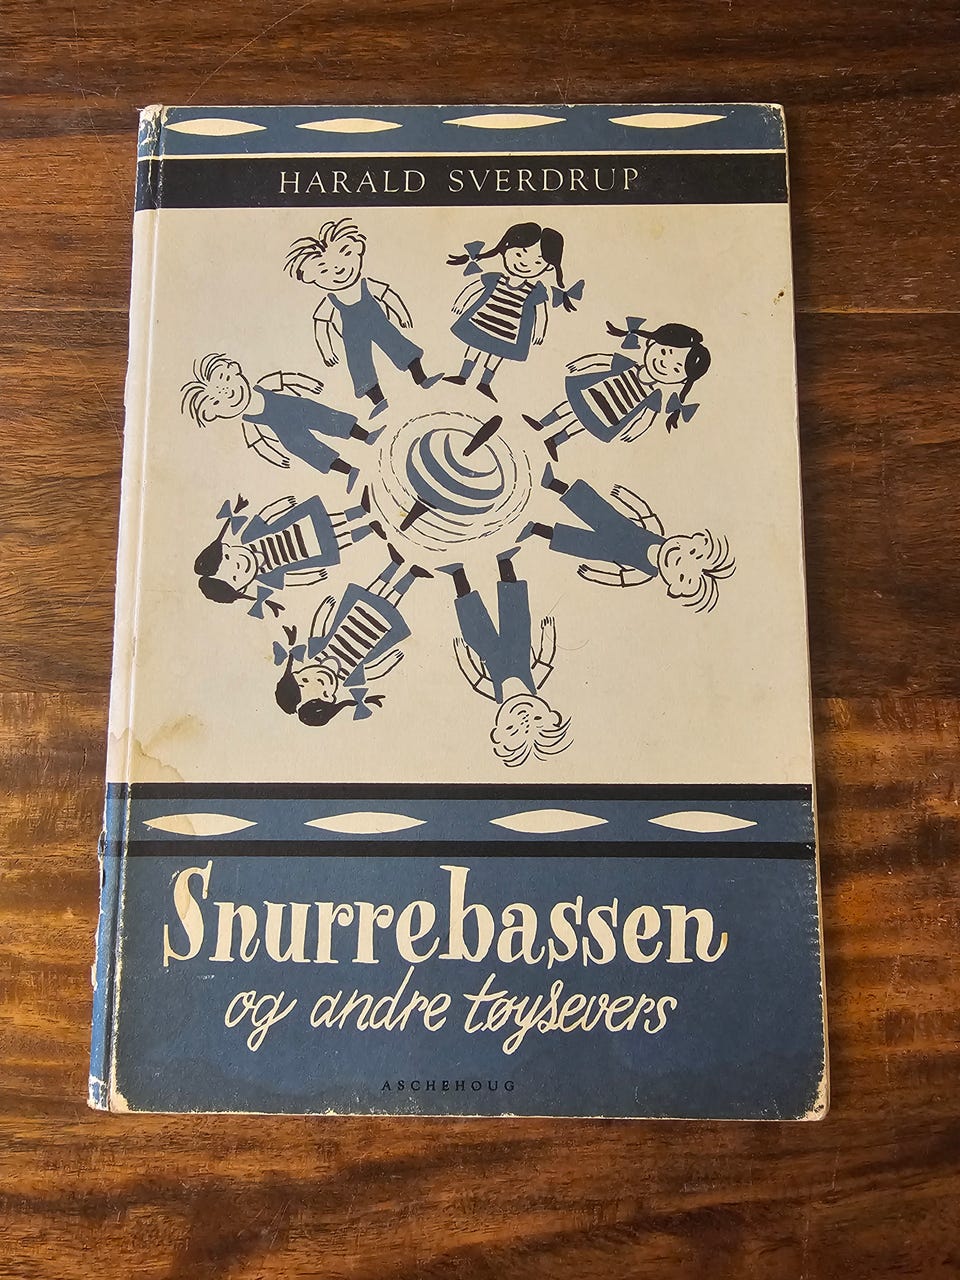 HARALD SVERDRUP
Snurrebassen
og andre tøysevers
ASCHEHOUG